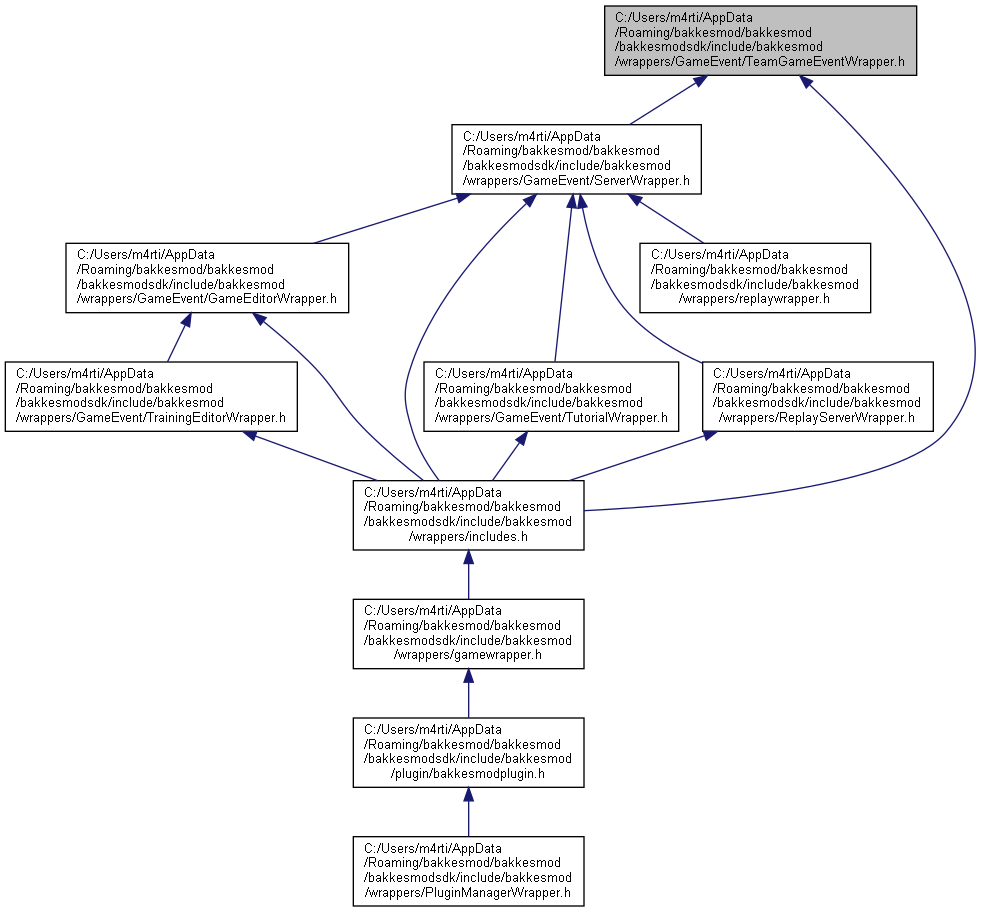 C:/Users/m4rti/AppData
/Roaming/bakkesmod/bakkesmod
/bakkesmodsdk/include/bakkesmod
/wrappers/GameEvent/TeamGameEventWrapper.h
C:/Users/m4rti/AppData
/Roaming/bakkesmod/bakkesmod
/bakkesmodsdk/include/bakkesmod
/wrappers/GameEvent/ServerWrapper.h
C:/Users/m4rti/AppData
/Roaming/bakkesmod/bakkesmod
/bakkesmodsdk/include/bakkesmod
/wrappers/GameEvent/GameEditorWrapper.h
C:/Users/m4rti/AppData
/Roaming/bakkesmod/bakkesmod
/bakkesmodsdk/include/bakkesmod
/wrappers/replaywrapper.h
C:/Users/m4rti/AppData
/Roaming/bakkesmod/bakkesmod
/bakkesmodsdk/include/bakkesmod
/wrappers/GameEvent/TrainingEditorWrapper.h
C:/Users/m4rti/AppData
/Roaming/bakkesmod/bakkesmod
/bakkesmodsdk/include/bakkesmod
/wrappers/GameEvent/TutorialWrapper.h
C:/Users/m4rti/AppData
/Roaming/bakkesmod/bakkesmod
/bakkesmodsdk/include/bakkesmod
/wrappers/ReplayServerWrapper.h
C:/Users/m4rti/AppData
/Roaming/bakkesmod/bakkesmod
/bakkesmodsdk/include/bakkesmod
/wrappers/includes.h
C:/Users/m4rti/AppData
/Roaming/bakkesmod/bakkesmod
/bakkesmodsdk/include/bakkesmod
/wrappers/gamewrapper.h
C:/Users/m4rti/AppData
/Roaming/bakkesmod/bakkesmod
/bakkesmodsdk/include/bakkesmod
/plugin/bakkesmodplugin.h
C:/Users/m4rti/AppData
/Roaming/bakkesmod/bakkesmod
/bakkesmodsdk/include/bakkesmod
/wrappers/PluginManagerWrapper.h